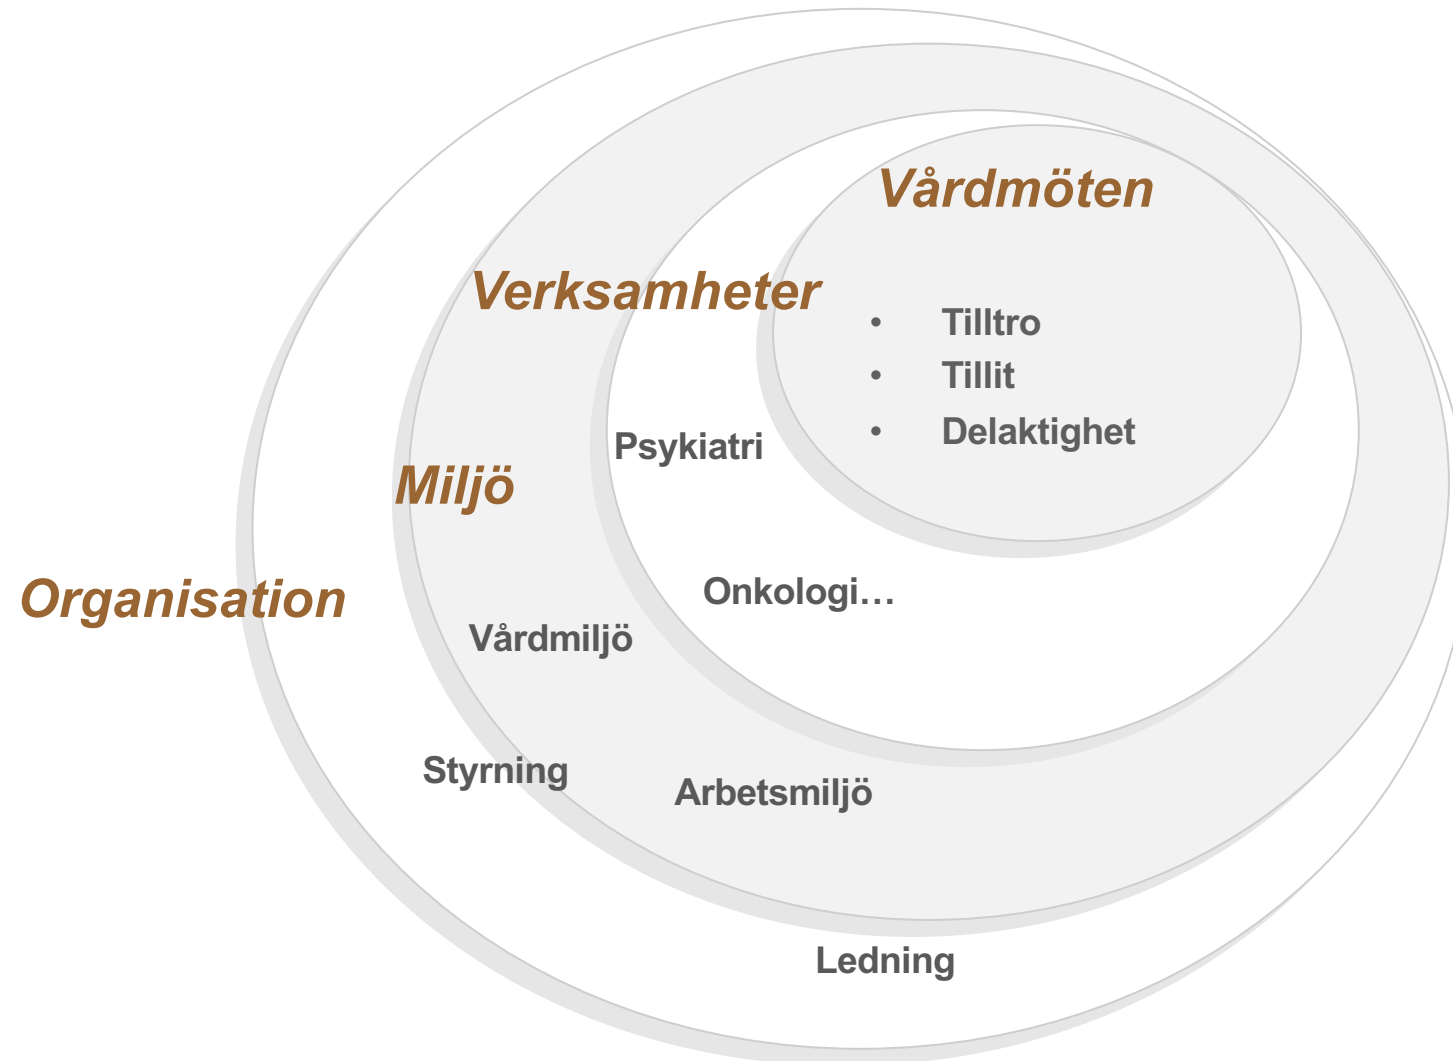 Vårdmöten
Verksamheter
• Tilltro
• Tillit
• Delaktighet
Psykiatri
Miljö
Onkologi…
Organisation
Vårdmiljö
Styrning
Arbetsmiljö
Ledning